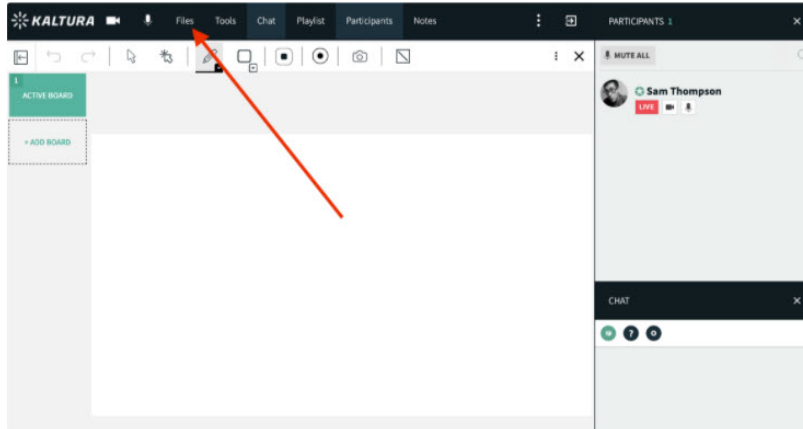 KALTURA Files Tools Chat Playlist Participants Notes
PARTICIPANTS 1
MUTE ALL
1
ACTIVE BOARD
+ ADD BOARD
Sam Thompson
LIVE
CHAT
?